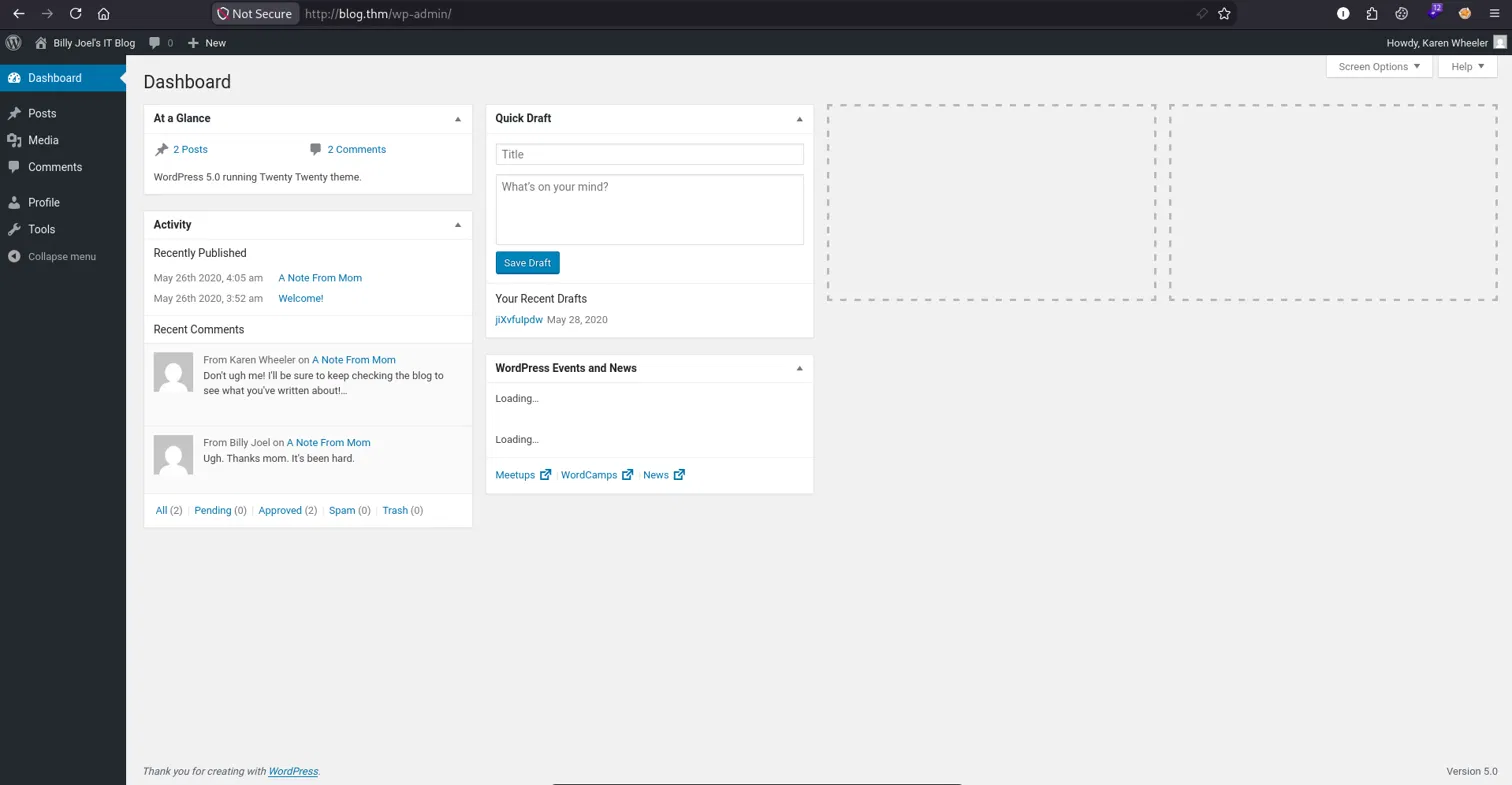 Not Secure http://blog.thm/wp-admin/ 12
Billy Joel's IT Blog 0 New Howdy, Karen Wheeler
Dashboard
Posts
Media
Comments
Profile
Tools
Collapse menu
Screen Options Help
Dashboard
At a Glance
2 Posts 2 Comments
WordPress 5.0 running Twenty Twenty theme.
Activity
Recently Published
May 26th 2020, 4:05 am A Note From Mom
May 26th 2020, 3:52 am Welcome!
Recent Comments
From Karen Wheeler on A Note From Mom
Don't ugh me! I'll be sure to keep checking the blog to
see what you've written about!…
From Billy Joel on A Note From Mom
Ugh. Thanks mom. It's been hard.
All (2) | Pending (0) | Approved (2) | Spam (0) | Trash (0)
Quick Draft
Title
What's on your mind?
Save Draft
Your Recent Drafts
jiXvfuIpdw May 28, 2020
WordPress Events and News
Loading…
Loading…
Meetups | WordCamps | News
Thank you for creating with WordPress. Version 5.0